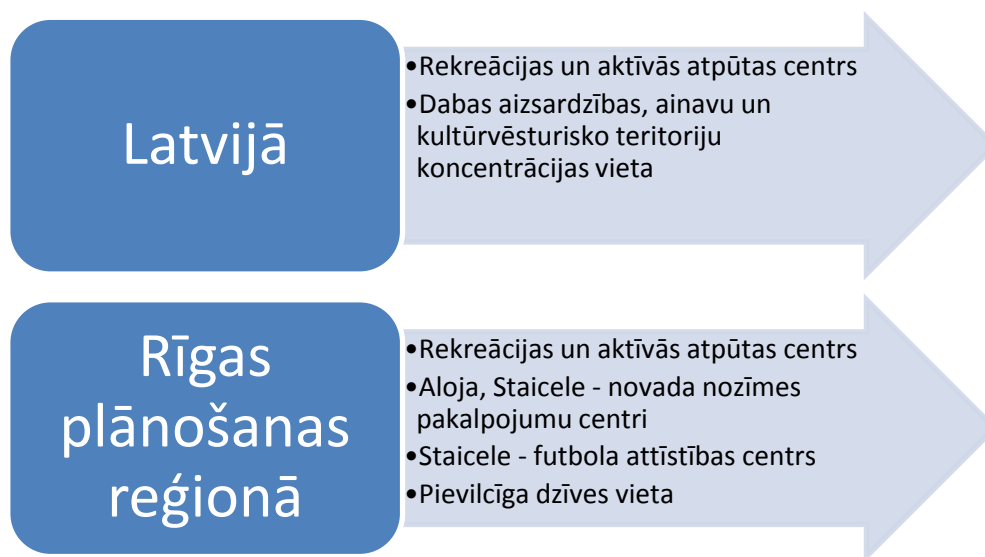 Latvijā
•Rekreācijas un aktīvās atpūtas centrs
•Dabas aizsardzības, ainavu un
kultūrvēsturisko teritoriju
koncentrācijas vieta
Rīgas
plānošanas
reģionā
•Rekreācijas un aktīvās atpūtas centrs
•Aloja, Staicele - novada nozīmes
pakalpojumu centri
•Staicele - futbola attīstības centrs
•Pievilcīga dzīves vieta